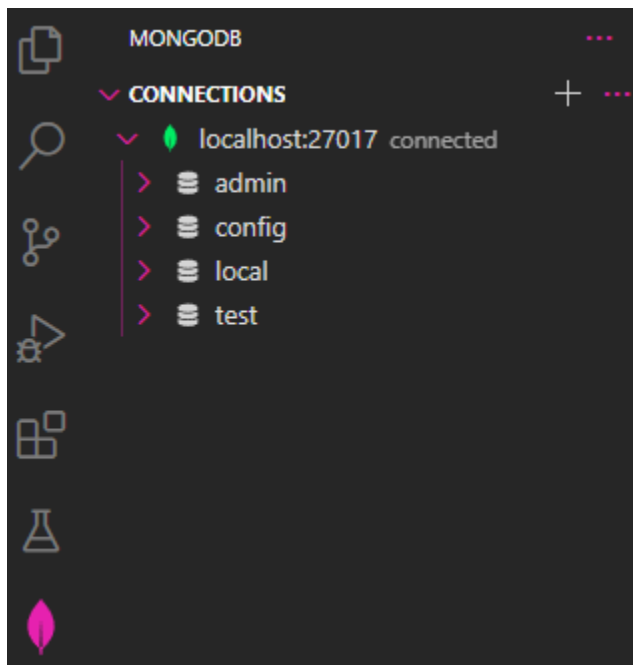 MONGODB
CONNECTIONS
localhost:27017 connected
admin
config
local
test